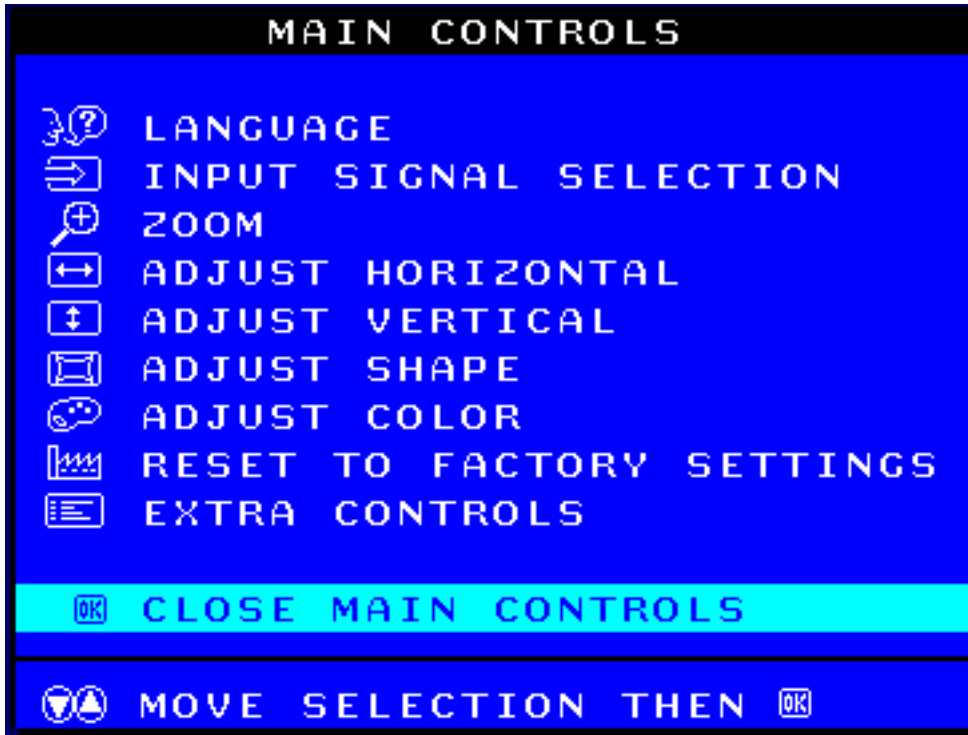 MAIN CONTROLS
LANGUAGE
INPUT SIGNAL SELECTION
ZOOM
ADJUST HORIZONTAL
ADJUST VERTICAL
ADJUST SHAPE
ADJUST COLOR
RESET TO FACTORY SETTINGS
EXTRA CONTROLS
OK CLOSE MAIN CONTROLS
MOVE SELECTION THEN OK